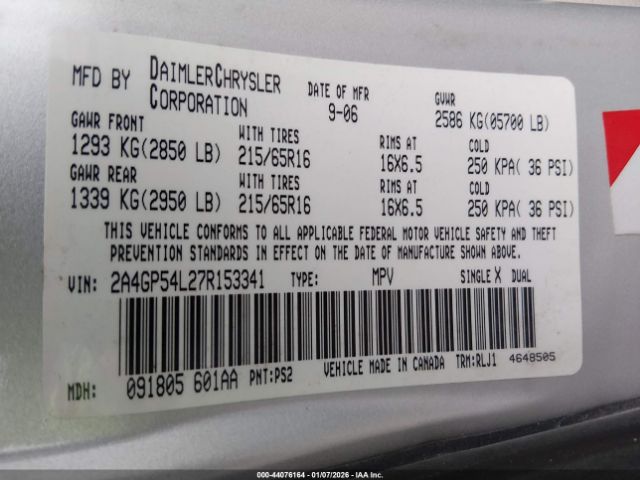 MFD BY DAIMLERCHRYSLER CORPORATION DATE OF MFR 9-06 GVWR 2586 KG(05700 LB)
GAWR FRONT WITH TIRES RIMS AT COLD
1293 KG(2850 LB) 215/65R16 16X6.5 250 KPA( 36 PSI)
GAWR REAR WITH TIRES RIMS AT COLD
1339 KG(2950 LB) 215/65R16 16X6.5 250 KPA( 36 PSI)
THIS VEHICLE CONFORMS TO ALL APPLICABLE FEDERAL MOTOR VEHICLE SAFETY AND THEFT
PREVENTION STANDARDS IN EFFECT ON THE DATE OF MANUFACTURE SHOWN ABOVE.
VIN: 2A4GP54L27R153341 TYPE: MPV SINGLE X DUAL
MDH: 091805 601AA PNT:PS2 VEHICLE MADE IN CANADA TRM:RLJ1 4648505
000-44076164 - 01/07/2026 - IAA Inc.